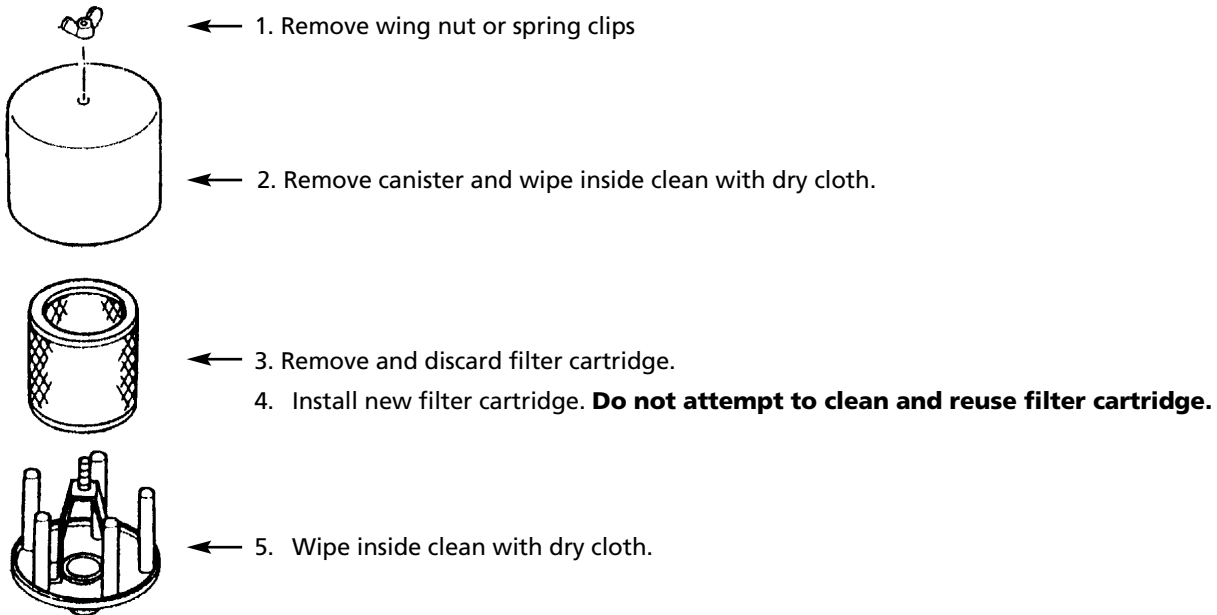 1. Remove wing nut or spring clips
2. Remove canister and wipe inside clean with dry cloth.
3. Remove and discard filter cartridge.
4. Install new filter cartridge. Do not attempt to clean and reuse filter cartridge.
5. Wipe inside clean with dry cloth.